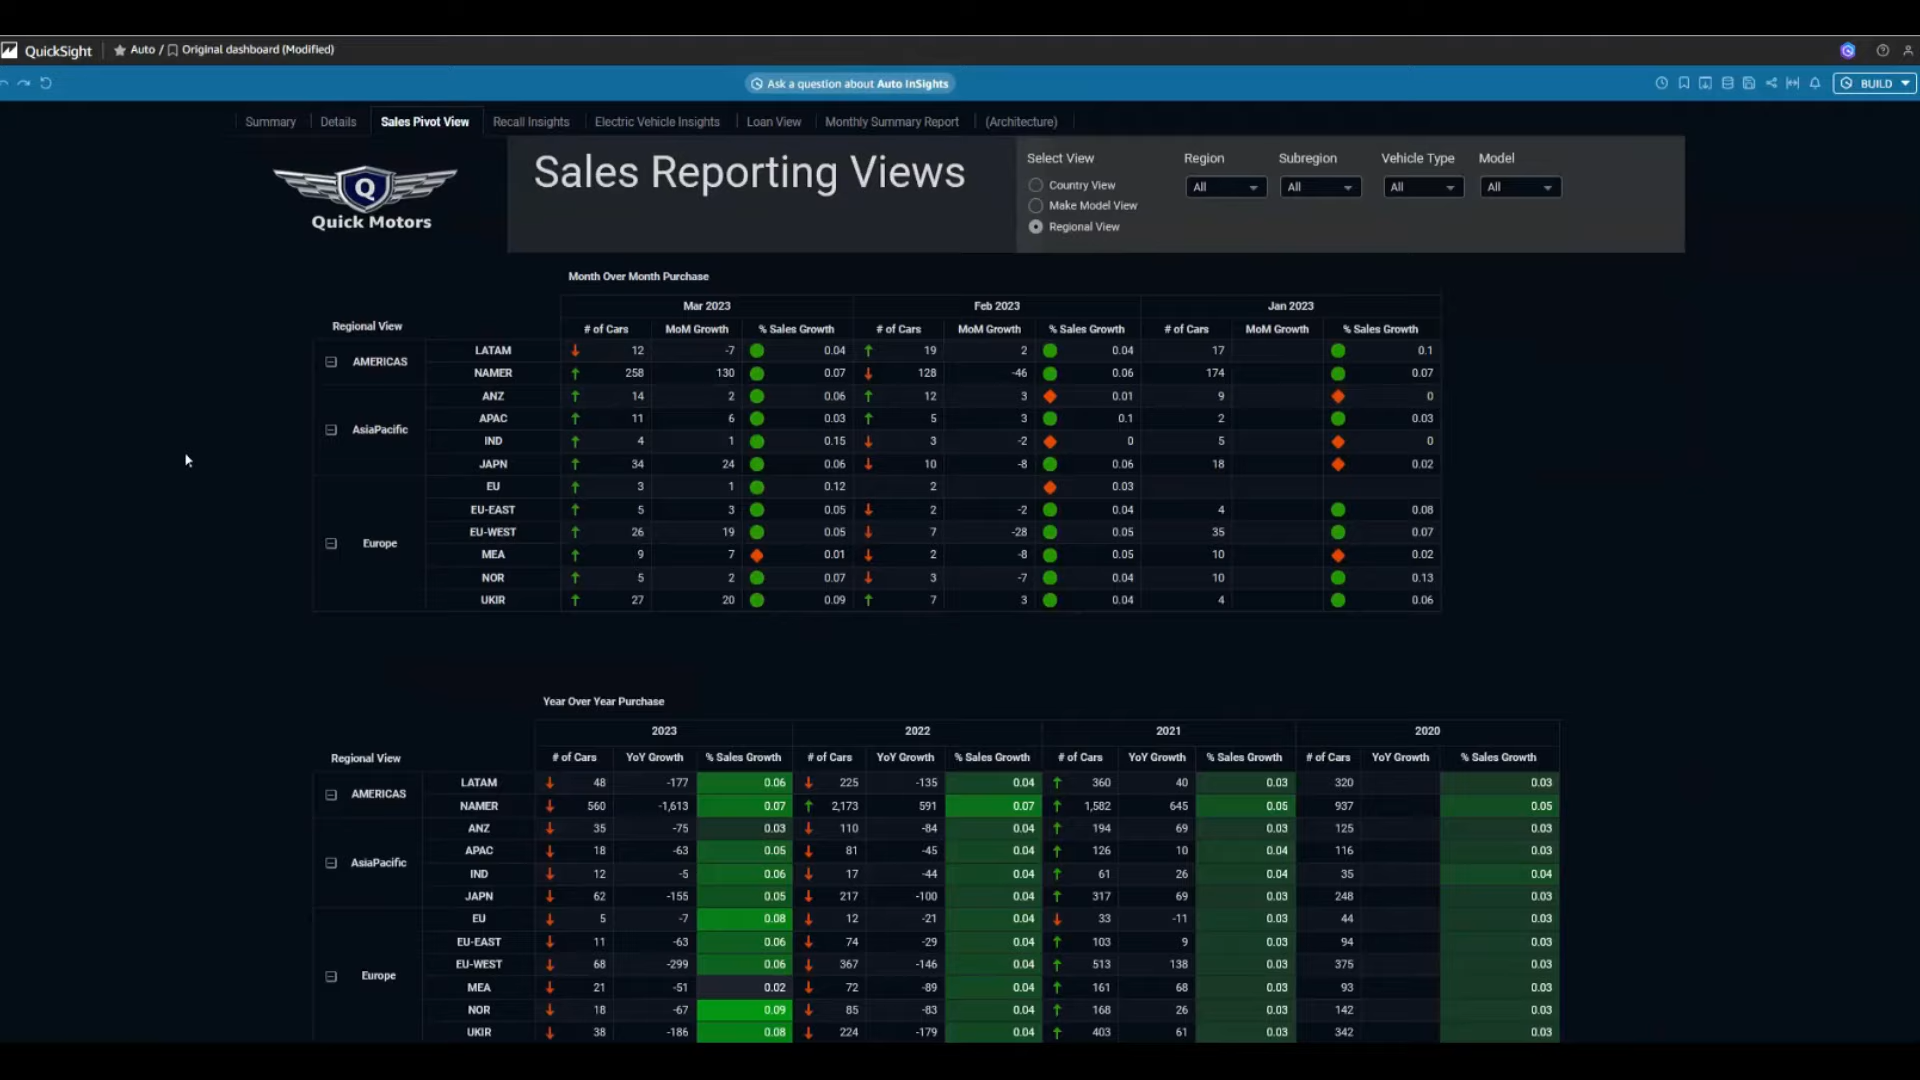 QuickSight Auto / Original dashboard (Modified)
Ask a question about Auto InSights BUILD
Summary Details Sales Pivot View Recall Insights Electric Vehicle Insights Loan View Monthly Summary Report (Architecture)
Q
Quick Motors
Sales Reporting Views
Select View Region Subregion Vehicle Type Model
Country View All All All All
Make Model View
Regional View
Month Over Month Purchase
Mar 2023 Feb 2023 Jan 2023
Regional View # of Cars MoM Growth % Sales Growth # of Cars MoM Growth % Sales Growth # of Cars MoM Growth % Sales Growth
AMERICAS
LATAM 12 -7 0.04 19 2 0.04 17 0.1
NAMER 258 130 0.07 128 -46 0.06 174 0.07
AsiaPacific
ANZ 14 2 0.06 12 3 0.01 9 0
APAC 11 6 0.03 5 3 0.1 2 0.03
IND 4 1 0.15 3 -2 0 5 0
JAPN 34 24 0.06 10 -8 0.06 18 0.02
Europe
EU 3 1 0.12 2 0.03
EU-EAST 5 3 0.05 2 -2 0.04 4 0.08
EU-WEST 26 19 0.05 7 -28 0.05 35 0.07
MEA 9 7 0.01 2 -8 0.05 10 0.02
NOR 5 2 0.07 3 -7 0.04 10 0.13
UKIR 27 20 0.09 7 3 0.04 4 0.06
Year Over Year Purchase
2023 2022 2021 2020
Regional View # of Cars YoY Growth % Sales Growth # of Cars YoY Growth % Sales Growth # of Cars YoY Growth % Sales Growth # of Cars YoY Growth % Sales Growth
AMERICAS
LATAM 48 -177 0.06 225 -135 0.04 360 40 0.03 320 0.03
NAMER 560 -1,613 0.07 2,173 591 0.07 1,582 645 0.05 937 0.05
AsiaPacific
ANZ 35 -75 0.03 110 -84 0.04 194 69 0.03 125 0.03
APAC 18 -63 0.05 81 -45 0.04 126 10 0.04 116 0.03
IND 12 -5 0.06 17 -44 0.04 61 26 0.04 35 0.04
JAPN 62 -155 0.05 217 -100 0.04 317 69 0.03 248 0.03
Europe
EU 5 -7 0.08 12 -21 0.04 33 -11 0.03 44 0.03
EU-EAST 11 -63 0.06 74 -29 0.04 103 9 0.03 94 0.03
EU-WEST 68 -299 0.06 367 -146 0.04 513 138 0.03 375 0.03
MEA 21 -51 0.02 72 -89 0.04 161 68 0.03 93 0.03
NOR 18 -67 0.09 85 -83 0.04 168 26 0.03 142 0.03
UKIR 38 -186 0.08 224 -179 0.04 403 61 0.03 342 0.03